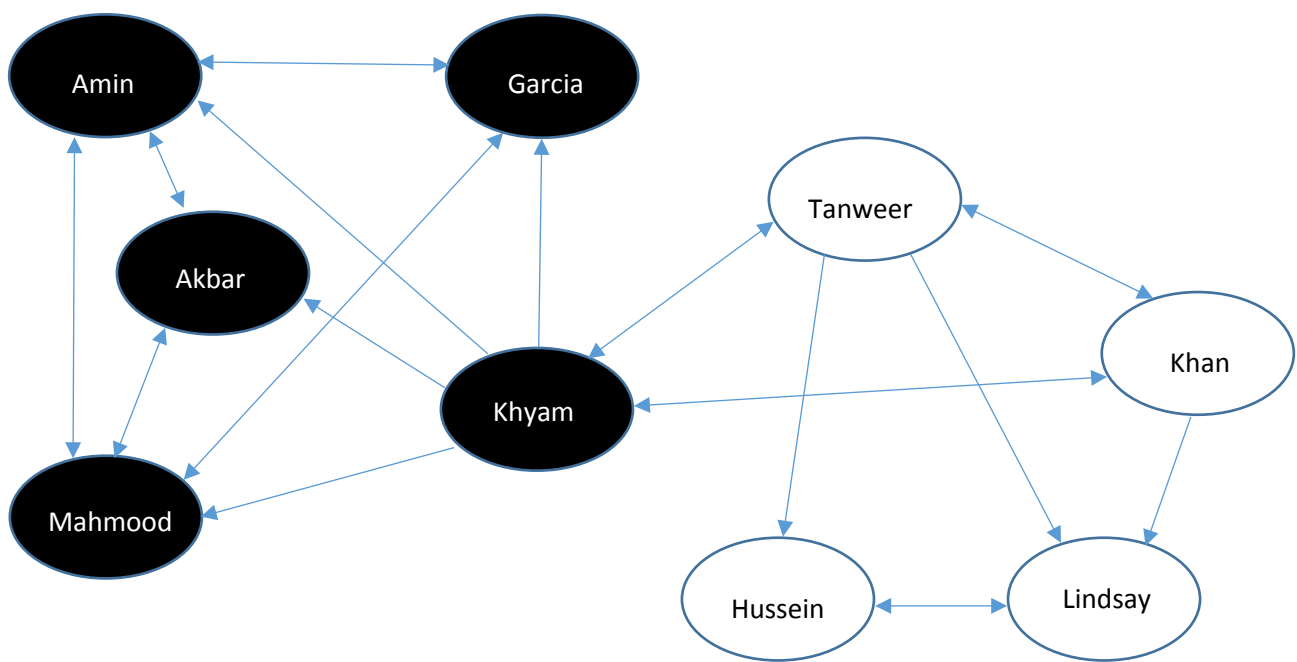 Amin
Garcia
Tanweer
Akbar
Khan
Khyam
Mahmood
Hussein
Lindsay